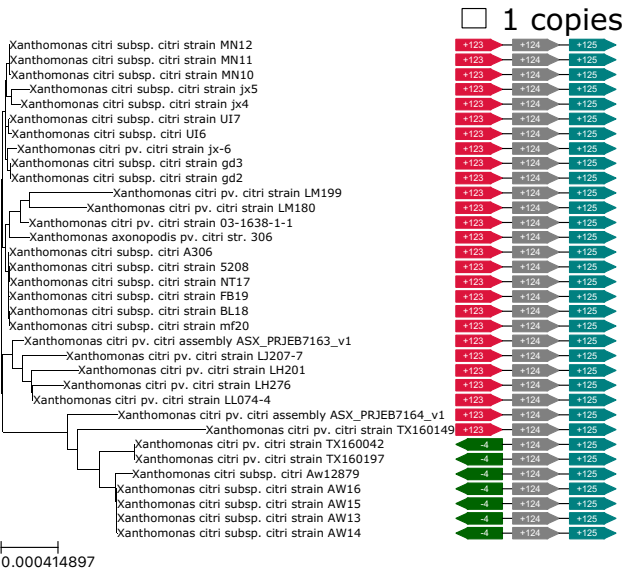 1 copies
Xanthomonas citri subsp. citri strain MN12 +123 +124 +125
Xanthomonas citri subsp. citri strain MN11 +123 +124 +125
Xanthomonas citri subsp. citri strain MN10 +123 +124 +125
Xanthomonas citri subsp. citri strain jx5 +123 +124 +125
Xanthomonas citri subsp. citri strain jx4 +123 +124 +125
Xanthomonas citri subsp. citri strain UI7 +123 +124 +125
Xanthomonas citri subsp. citri UI6 +123 +124 +125
Xanthomonas citri pv. citri strain jx-6 +123 +124 +125
Xanthomonas citri subsp. citri strain gd3 +123 +124 +125
Xanthomonas citri subsp. citri strain gd2 +123 +124 +125
Xanthomonas citri pv. citri strain LM199 +123 +124 +125
Xanthomonas citri pv. citri strain LM180 +123 +124 +125
Xanthomonas citri pv. citri strain 03-1638-1-1 +123 +124 +125
Xanthomonas axonopodis pv. citri str. 306 +123 +124 +125
Xanthomonas citri subsp. citri A306 +123 +124 +125
Xanthomonas citri subsp. citri strain 5208 +123 +124 +125
Xanthomonas citri subsp. citri strain NT17 +123 +124 +125
Xanthomonas citri subsp. citri strain FB19 +123 +124 +125
Xanthomonas citri subsp. citri strain BL18 +123 +124 +125
Xanthomonas citri subsp. citri strain mf20 +123 +124 +125
Xanthomonas citri pv. citri assembly ASX_PRJEB7163_v1 +123 +124 +125
Xanthomonas citri pv. citri strain LJ207-7 +123 +124 +125
Xanthomonas citri pv. citri strain LH201 +123 +124 +125
Xanthomonas citri pv. citri strain LH276 +123 +124 +125
Xanthomonas citri pv. citri strain LL074-4 +123 +124 +125
Xanthomonas citri pv. citri assembly ASX_PRJEB7164_v1 +123 +124 +125
Xanthomonas citri pv. citri strain TX160149 +123 +124 +125
Xanthomonas citri pv. citri strain TX160042 -4 +124 +125
Xanthomonas citri pv. citri strain TX160197 -4 +124 +125
Xanthomonas citri subsp. citri Aw12879 -4 +124 +125
Xanthomonas citri subsp. citri strain AW16 -4 +124 +125
Xanthomonas citri subsp. citri strain AW15 -4 +124 +125
Xanthomonas citri subsp. citri strain AW13 -4 +124 +125
Xanthomonas citri subsp. citri strain AW14 -4 +124 +125
0.000414897